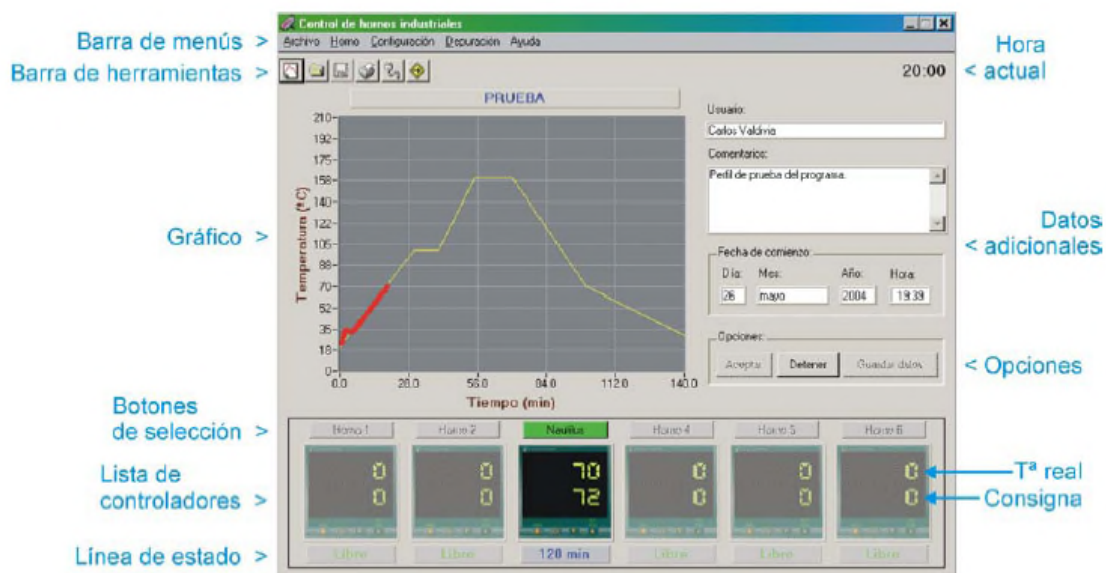 Control de hornos industriales
Barra de menús >
Archivo Horno Configuración Depuración Ayuda
Barra de herramientas >
20:00
Hora
< actual
PRUEBA
Usuario:
Carlos Valdivia
Comentarios:
Perfil de prueba del programa.
Gráfico >
Temperatura (ºC)
210
192
175
158
140
122
105
88
70
52
35
18
0
0.0 28.0 56.0 84.0 112.0 140.0
Tiempo (min)
Datos
< adicionales
Fecha de comienzo:
Día: Mes: Año: Hora:
26 mayo 2004 19:39
Opciones:
Aceptar Detener Guardar datos
< Opciones
Botones
de selección >
Horno 1 Horno 2 Nautilus Horno 4 Horno 5 Horno 6
Lista de
controladores >
0 0 70 0 0 0
0 0 72 0 0 0
Tª real
Consigna
Línea de estado >
Libre Libre 120 min Libre Libre Libre